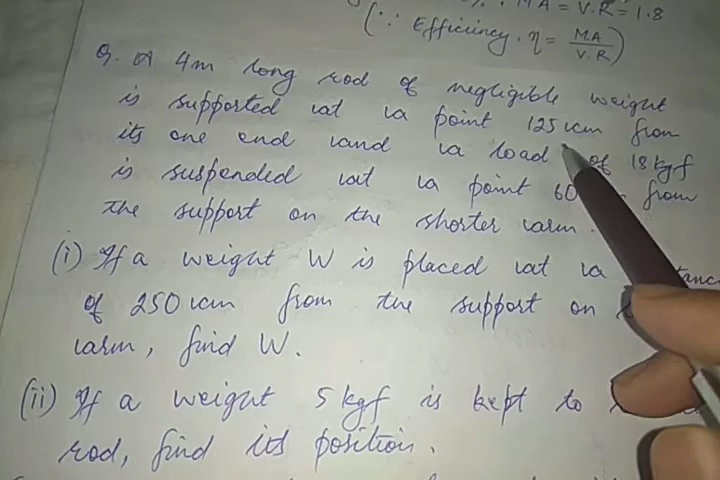 MA = V.R = 1.8
(∵ Efficiency. η = MA / V.R)
Q. A 4m long rod of negligible weight
is supported at a point 125 cm from
its one end and a load of 18 kgf
is suspended at a point 60 from
the support on the shorter arm.
(i) If a weight W is placed at a
of 250 cm from the support on
arm, find W.
(ii) If a weight 5 kgf is kept to
rod, find its position.